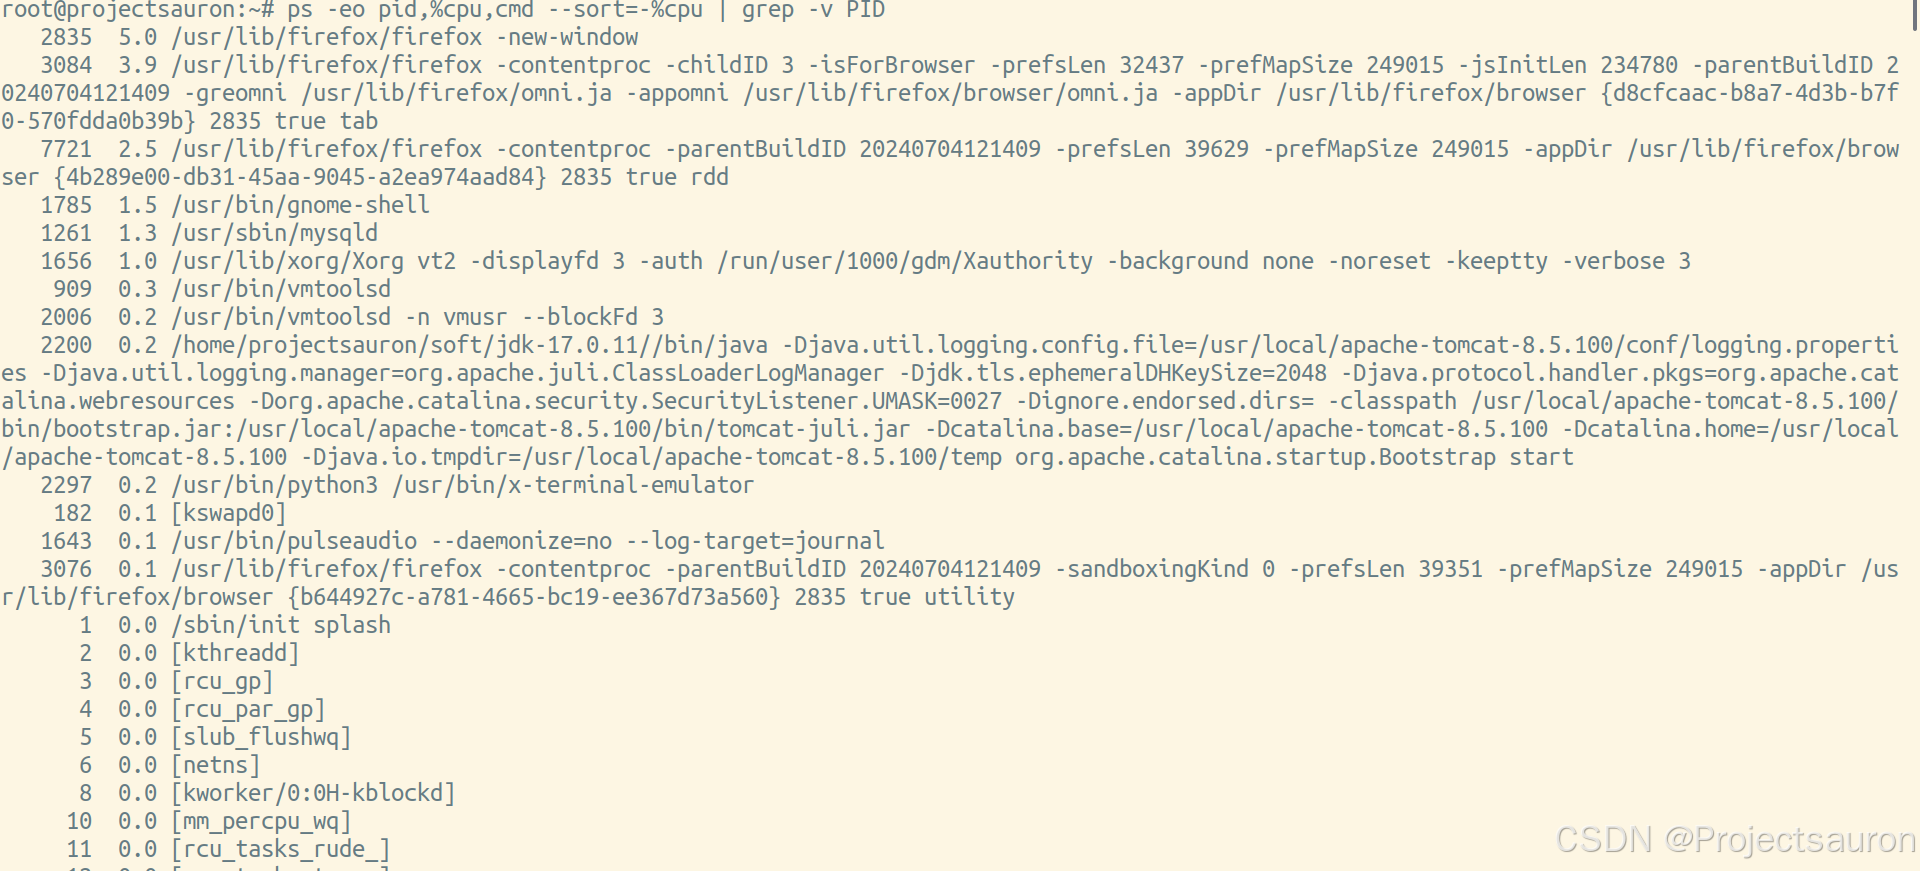 root@projectsauron:~# ps -eo pid,%cpu,cmd --sort=-%cpu | grep -v PID
2835 5.0 /usr/lib/firefox/firefox -new-window
3084 3.9 /usr/lib/firefox/firefox -contentproc -childID 3 -isForBrowser -prefsLen 32437 -prefMapSize 249015 -jsInitLen 234780 -parentBuildID 2
0240704121409 -greomni /usr/lib/firefox/omni.ja -appomni /usr/lib/firefox/browser/omni.ja -appDir /usr/lib/firefox/browser {d8cfcaac-b8a7-4d3b-b7f
0-570fdda0b39b} 2835 true tab
7721 2.5 /usr/lib/firefox/firefox -contentproc -parentBuildID 20240704121409 -prefsLen 39629 -prefMapSize 249015 -appDir /usr/lib/firefox/brow
ser {4b289e00-db31-45aa-9045-a2ea974aad84} 2835 true rdd
1785 1.5 /usr/bin/gnome-shell
1261 1.3 /usr/sbin/mysqld
1656 1.0 /usr/lib/xorg/Xorg vt2 -displayfd 3 -auth /run/user/1000/gdm/Xauthority -background none -noreset -keeptty -verbose 3
909 0.3 /usr/bin/vmtoolsd
2006 0.2 /usr/bin/vmtoolsd -n vmusr --blockFd 3
2200 0.2 /home/projectsauron/soft/jdk-17.0.11//bin/java -Djava.util.logging.config.file=/usr/local/apache-tomcat-8.5.100/conf/logging.properti
es -Djava.util.logging.manager=org.apache.juli.ClassLoaderLogManager -Djdk.tls.ephemeralDHKeySize=2048 -Djava.protocol.handler.pkgs=org.apache.cat
alina.webresources -Dorg.apache.catalina.security.SecurityListener.UMASK=0027 -Dignore.endorsed.dirs= -classpath /usr/local/apache-tomcat-8.5.100/
bin/bootstrap.jar:/usr/local/apache-tomcat-8.5.100/bin/tomcat-juli.jar -Dcatalina.base=/usr/local/apache-tomcat-8.5.100 -Dcatalina.home=/usr/local
/apache-tomcat-8.5.100 -Djava.io.tmpdir=/usr/local/apache-tomcat-8.5.100/temp org.apache.catalina.startup.Bootstrap start
2297 0.2 /usr/bin/python3 /usr/bin/x-terminal-emulator
182 0.1 [kswapd0]
1643 0.1 /usr/bin/pulseaudio --daemonize=no --log-target=journal
3076 0.1 /usr/lib/firefox/firefox -contentproc -parentBuildID 20240704121409 -sandboxingKind 0 -prefsLen 39351 -prefMapSize 249015 -appDir /us
r/lib/firefox/browser {b644927c-a781-4665-bc19-ee367d73a560} 2835 true utility
1 0.0 /sbin/init splash
2 0.0 [kthreadd]
3 0.0 [rcu_gp]
4 0.0 [rcu_par_gp]
5 0.0 [slub_flushwq]
6 0.0 [netns]
8 0.0 [kworker/0:0H-kblockd]
10 0.0 [mm_percpu_wq]
11 0.0 [rcu_tasks_rude_]
CSDN @Projectsauron